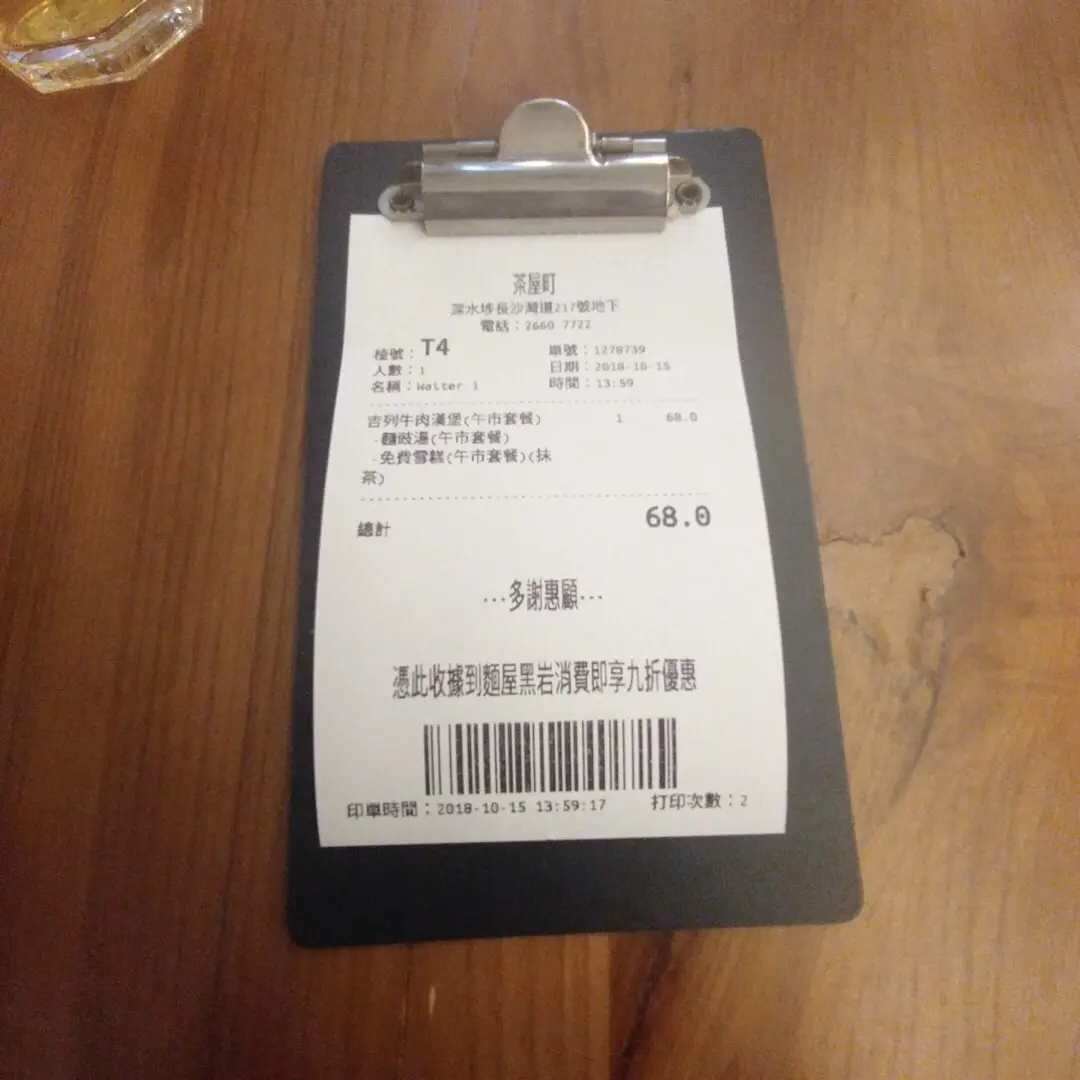 茶屋町
深水埗長沙灣道217號地下
電話：2660 7722
檯號：T4 單號：1278739
人數：1 日期：2018-10-15
名稱：Waiter 1 時間：13:59
吉列牛肉漢堡(午市套餐) 1 68.0
-麵豉湯(午市套餐)
-免費雪糕(午市套餐)(抹
茶)
總計 68.0
...多謝惠顧...
憑此收據到麵屋黑岩消費即享九折優惠
印單時間：2018-10-15 13:59:17 打印次數：2